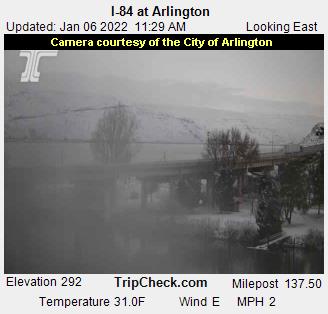 I-84 at Arlington
Updated: Jan 06 2022 11:29 AM Looking East
Camera courtesy of the City of Arlington
Elevation 292 TripCheck.com Milepost 137.50
Temperature 31.0F Wind E MPH 2